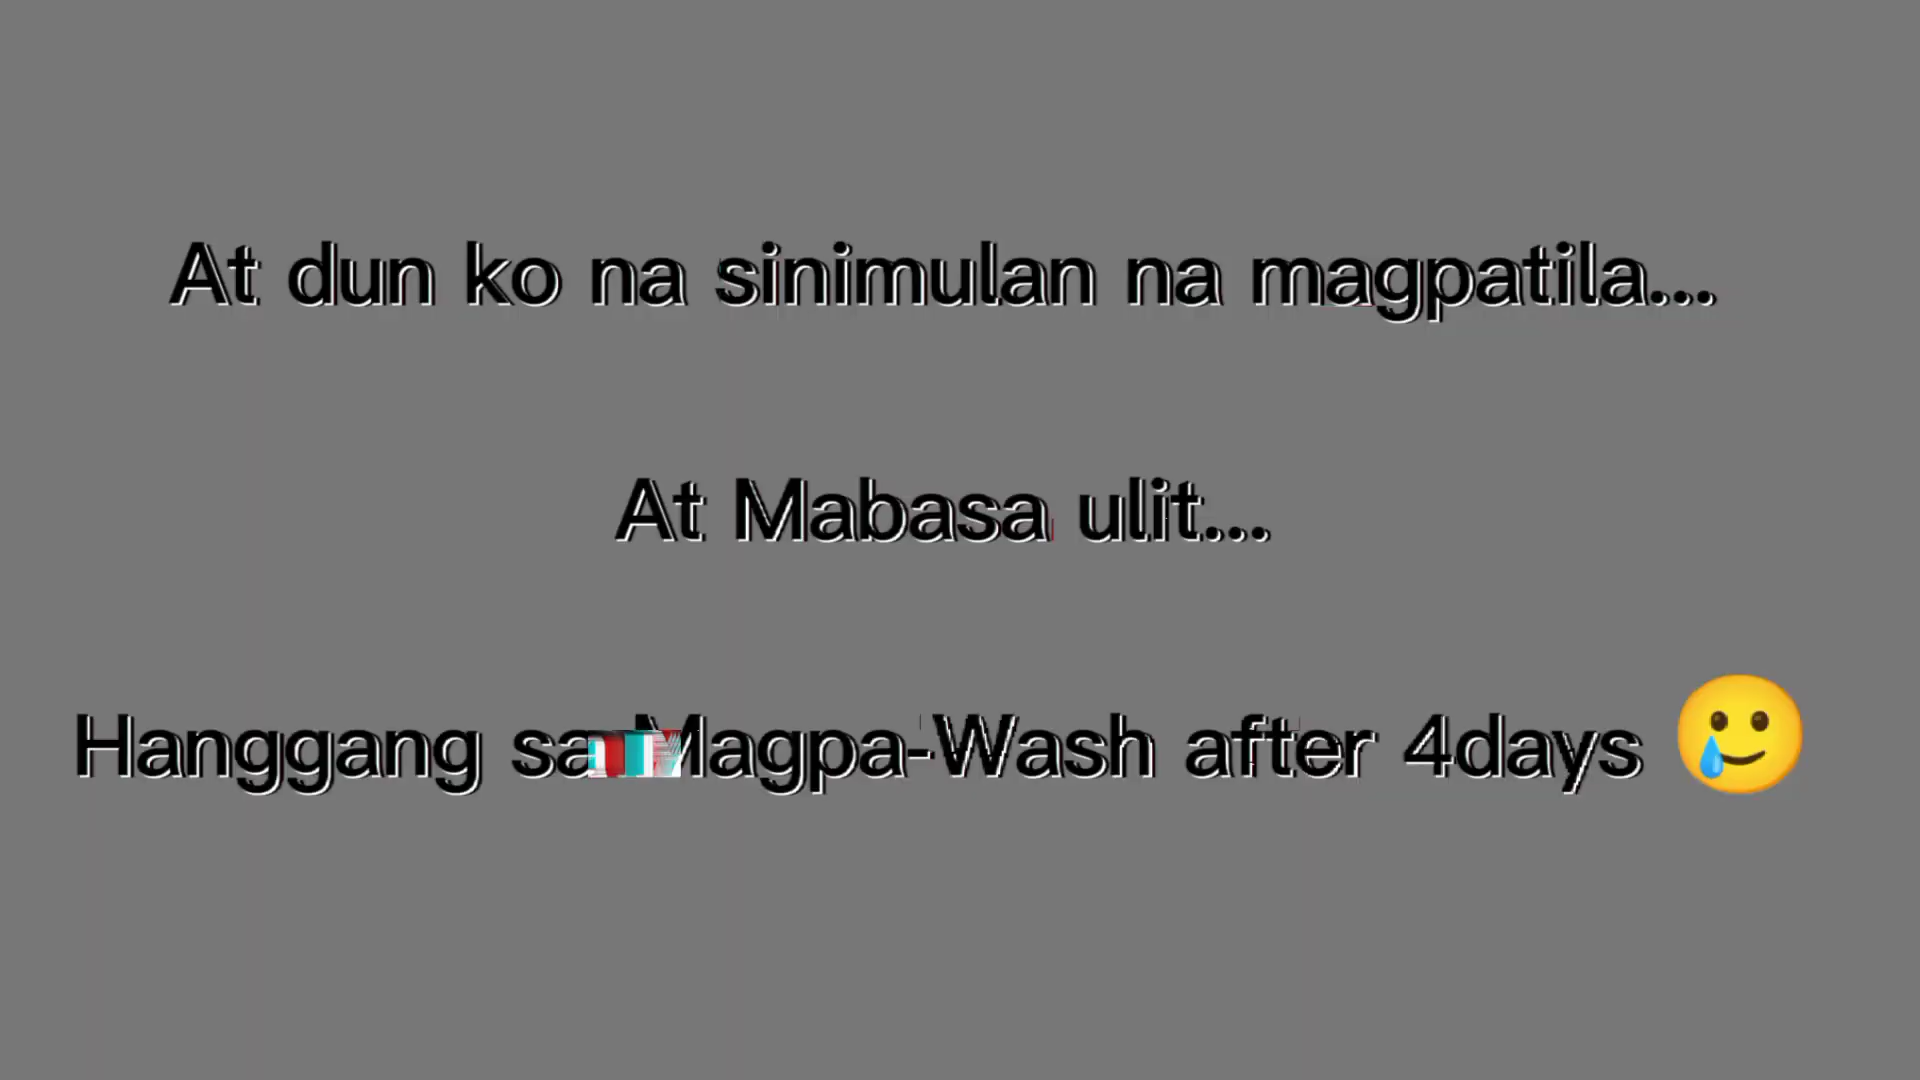 At dun ko na sinimulan na magpatila...
At Mabasa ulit...
Hanggang sa Magpa-Wash after 4days 🥲